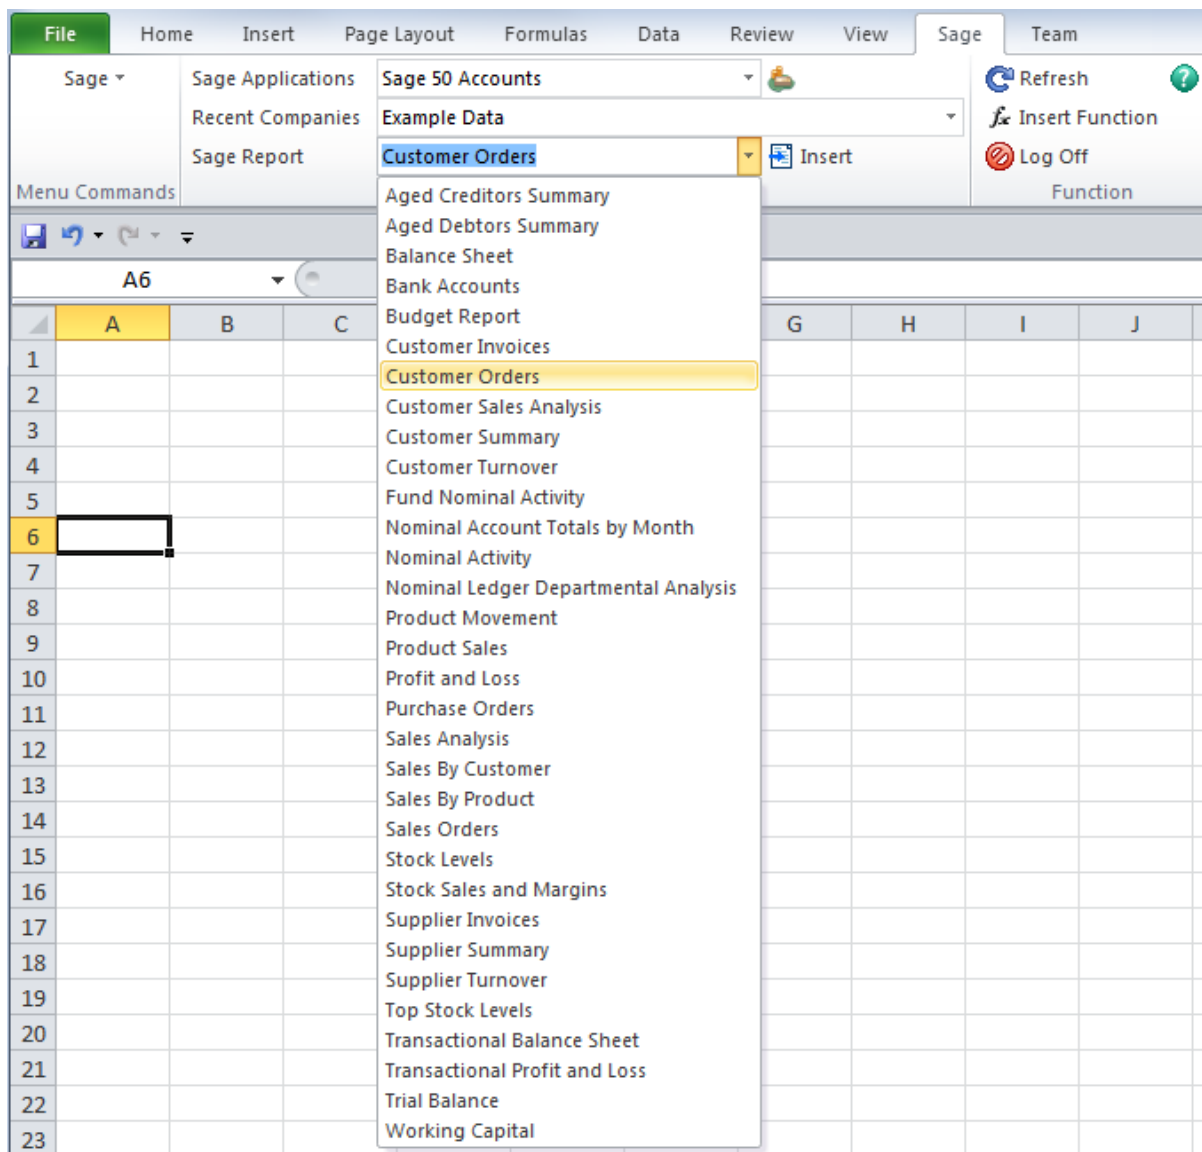 File Home Insert Page Layout Formulas Data Review View Sage Team
Sage Sage Applications Sage 50 Accounts Refresh ?
Recent Companies Example Data fx Insert Function
Sage Report Customer Orders Insert Log Off
Menu Commands Function
Aged Creditors Summary
Aged Debtors Summary
Balance Sheet
A6
Bank Accounts
Budget Report
A B C G H I J
Customer Invoices
1
Customer Orders
2
Customer Sales Analysis
3
Customer Summary
4
Customer Turnover
5
Fund Nominal Activity
6
Nominal Account Totals by Month
Nominal Activity
7
Nominal Ledger Departmental Analysis
8
Product Movement
9
Product Sales
10
Profit and Loss
11
Purchase Orders
12
Sales Analysis
Sales By Customer
13
Sales By Product
14
Sales Orders
15
Stock Levels
16
Stock Sales and Margins
17
Supplier Invoices
18
Supplier Summary
Supplier Turnover
19
Top Stock Levels
20
Transactional Balance Sheet
21
Transactional Profit and Loss
22
Trial Balance
23
Working Capital